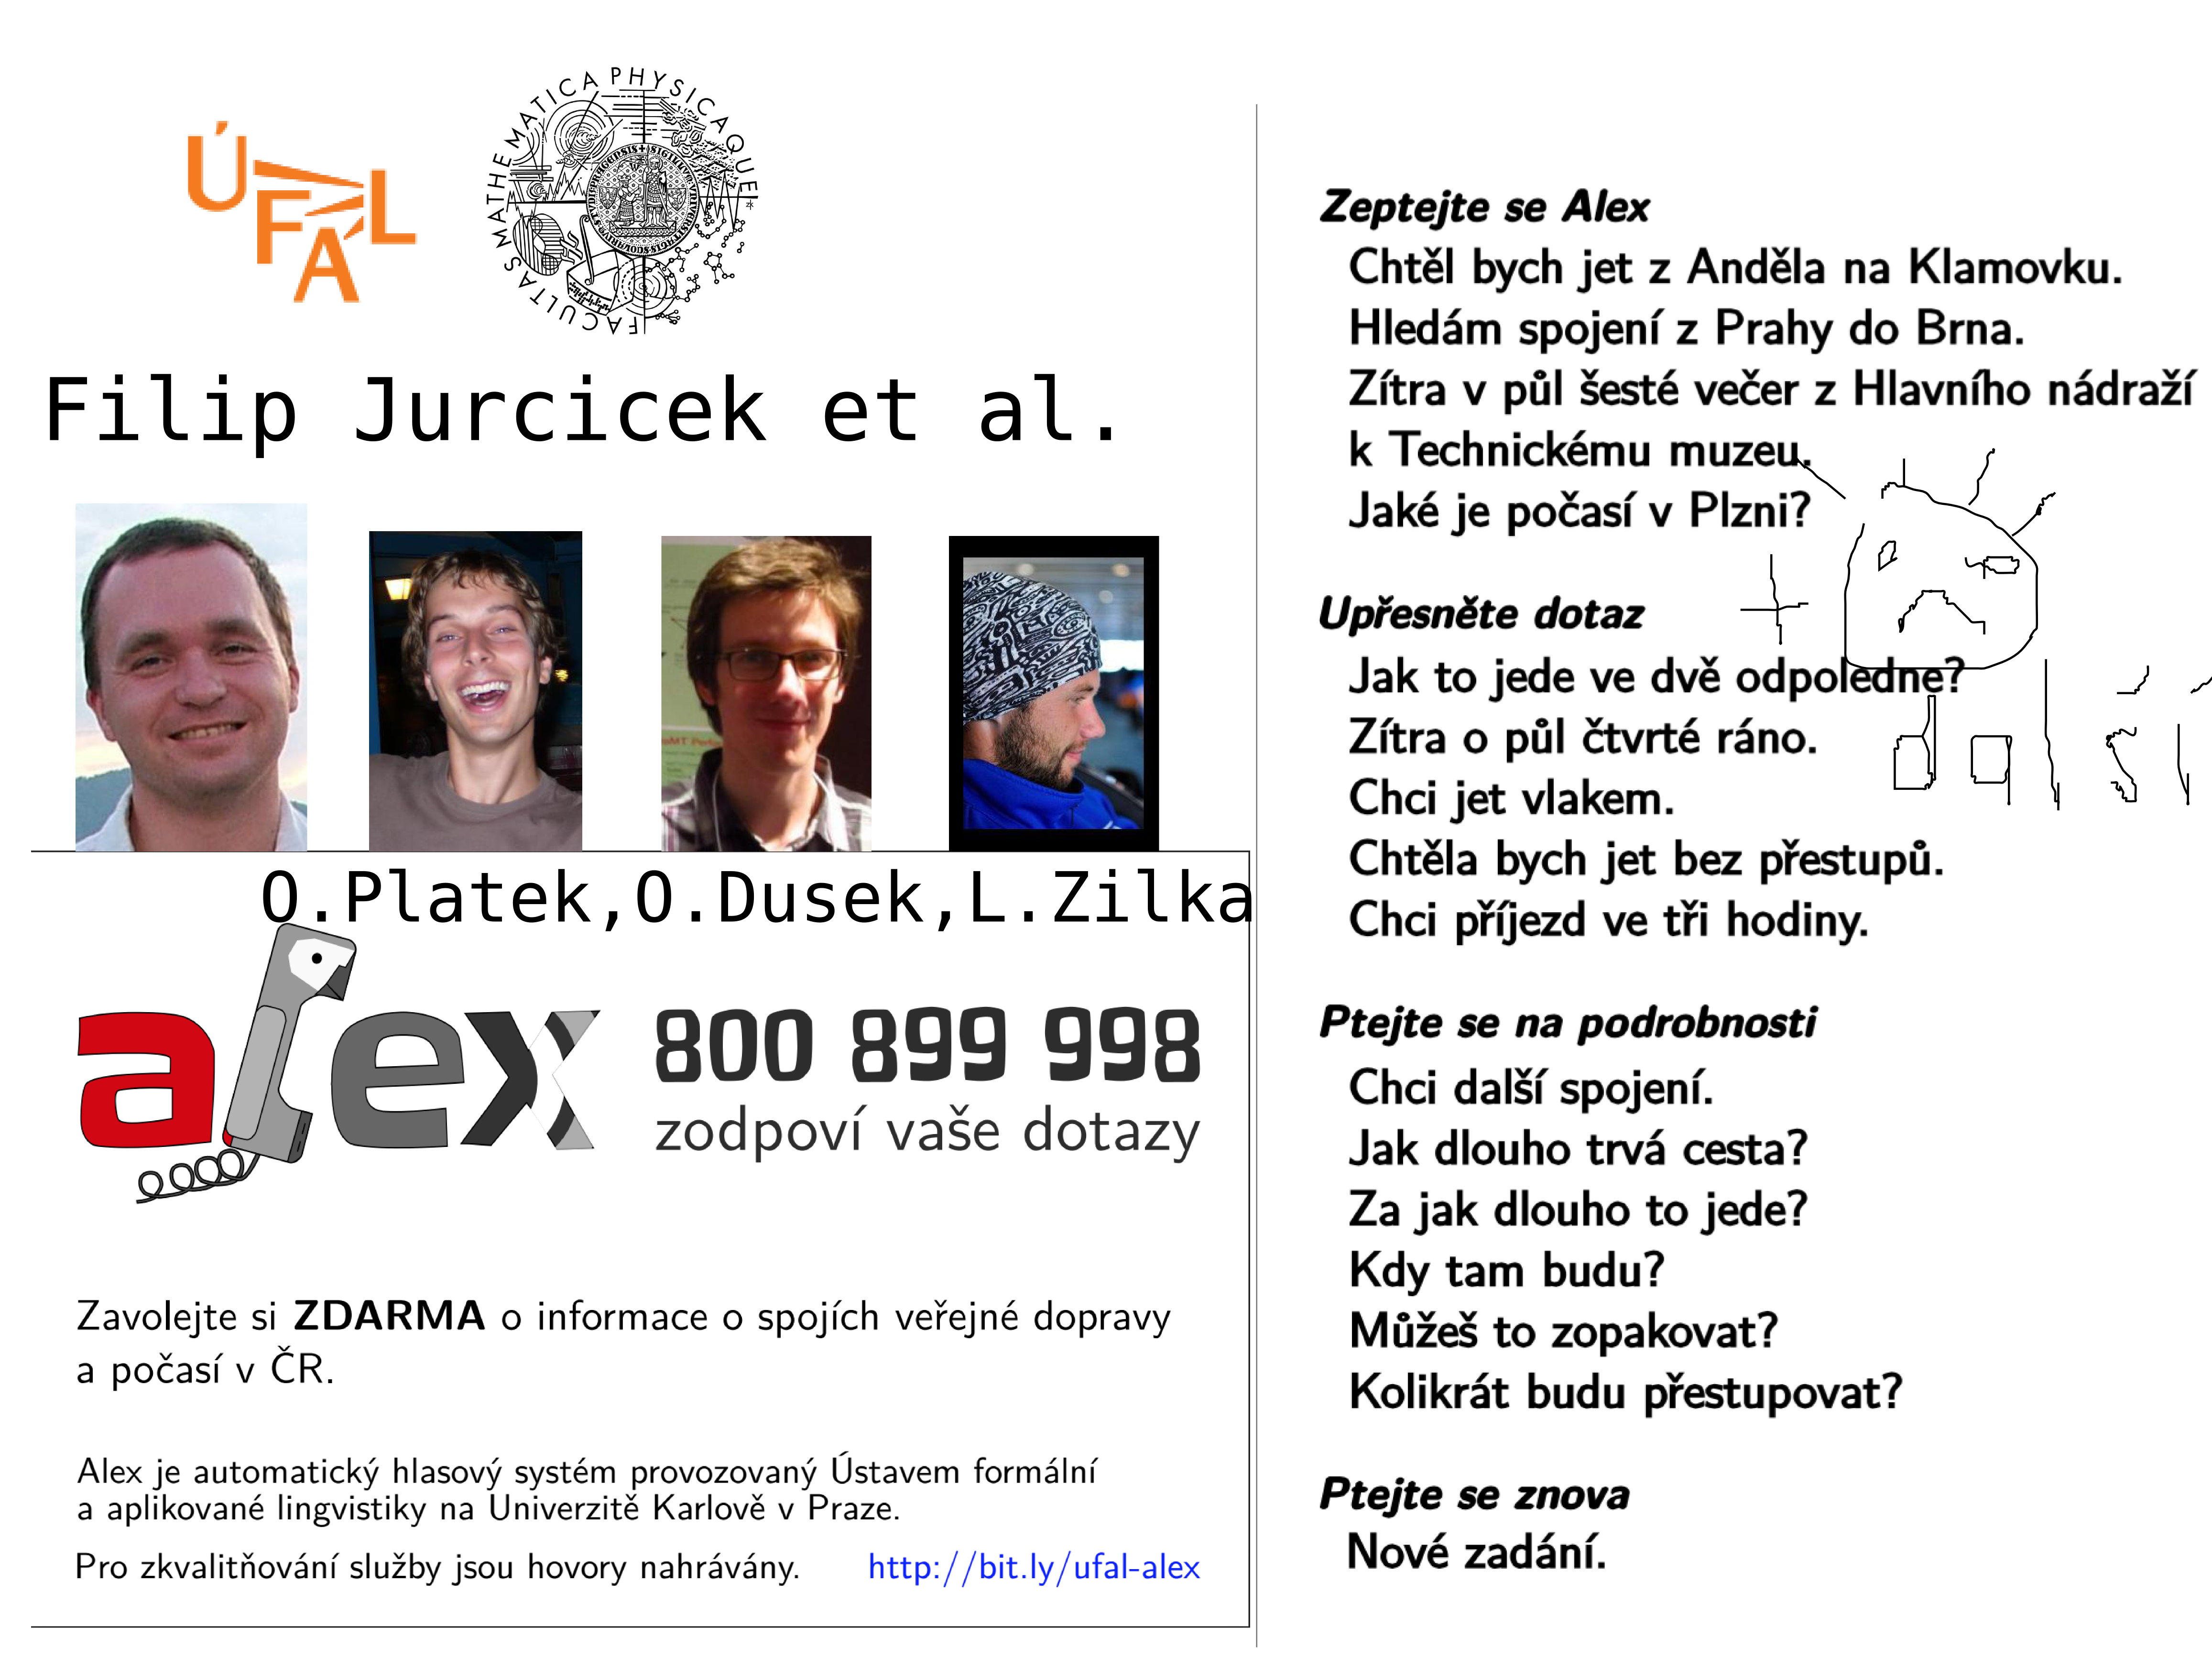 ÚFAL
FACULTAS MATHEMATICA PHYSICAQUE
Filip Jurcicek et al.
O.Platek,O.Dusek,L.Zilka
alex
800 899 998
zodpoví vaše dotazy
Zavolejte si ZDARMA o informace o spojích veřejné dopravy
a počasí v ČR.
Alex je automatický hlasový systém provozovaný Ústavem formální
a aplikované lingvistiky na Univerzitě Karlově v Praze.
Pro zkvalitňování služby jsou hovory nahrávány. http://bit.ly/ufal-alex
Zeptejte se Alex
Chtěl bych jet z Anděla na Klamovku.
Hledám spojení z Prahy do Brna.
Zítra v půl šesté večer z Hlavního nádraží
k Technickému muzeu.
Jaké je počasí v Plzni?
Upřesněte dotaz
Jak to jede ve dvě odpoledne?
Zítra o půl čtvrté ráno.
Chci jet vlakem.
Chtěla bych jet bez přestupů.
Chci příjezd ve tři hodiny.
+
další
Ptejte se na podrobnosti
Chci další spojení.
Jak dlouho trvá cesta?
Za jak dlouho to jede?
Kdy tam budu?
Můžeš to zopakovat?
Kolikrát budu přestupovat?
Ptejte se znova
Nové zadání.